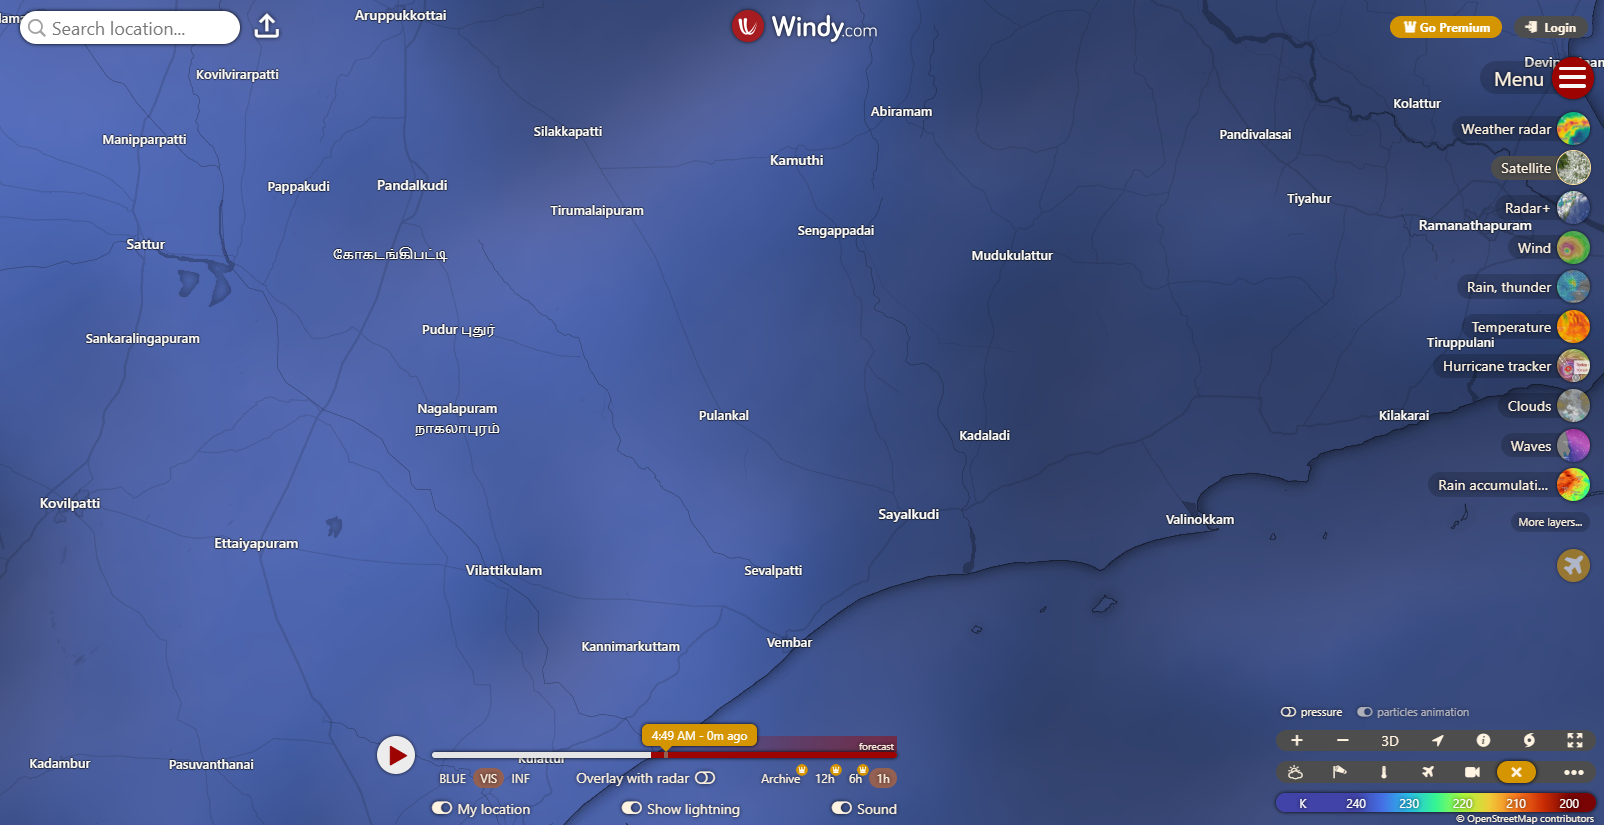 Aruppukkottai
Search location...
Windy.com
Go Premium
Login
Menu
Kovilvirarpatti
Kolattur
Abiramam
Manipparpatti
Silakkapatti
Pandivalasai
Weather radar
Kamuthi
Satellite
Pappakudi
Pandalkudi
Tiyahur
Radar+
Tirumalaipuram
Ramanathapuram
Sengappadai
Sattur
Wind
கோகடங்கிபட்டி
Mudukulattur
Rain, thunder
Pudur புதுர்
Temperature
Sankaralingapuram
Tiruppulani
Hurricane tracker
Nagalapuram
நாகலாபுரம்
Clouds
Pulankal
Kilakarai
Kadaladi
Waves
Rain accumulati...
Kovilpatti
Sayalkudi
Valinokkam
More layers...
Ettaiyapuram
Vilattikulam
Sevalpatti
Kannimarkuttam
Vembar
pressure
particles animation
4:49 AM - 0m ago
forecast
3D
Kadambur
Pasuvanthanai
BLUE VIS INF
Overlay with radar
Archive 12h 6h 1h
My location
Show lightning
Sound
K 240 230 220 210 200
© OpenStreetMap contributors